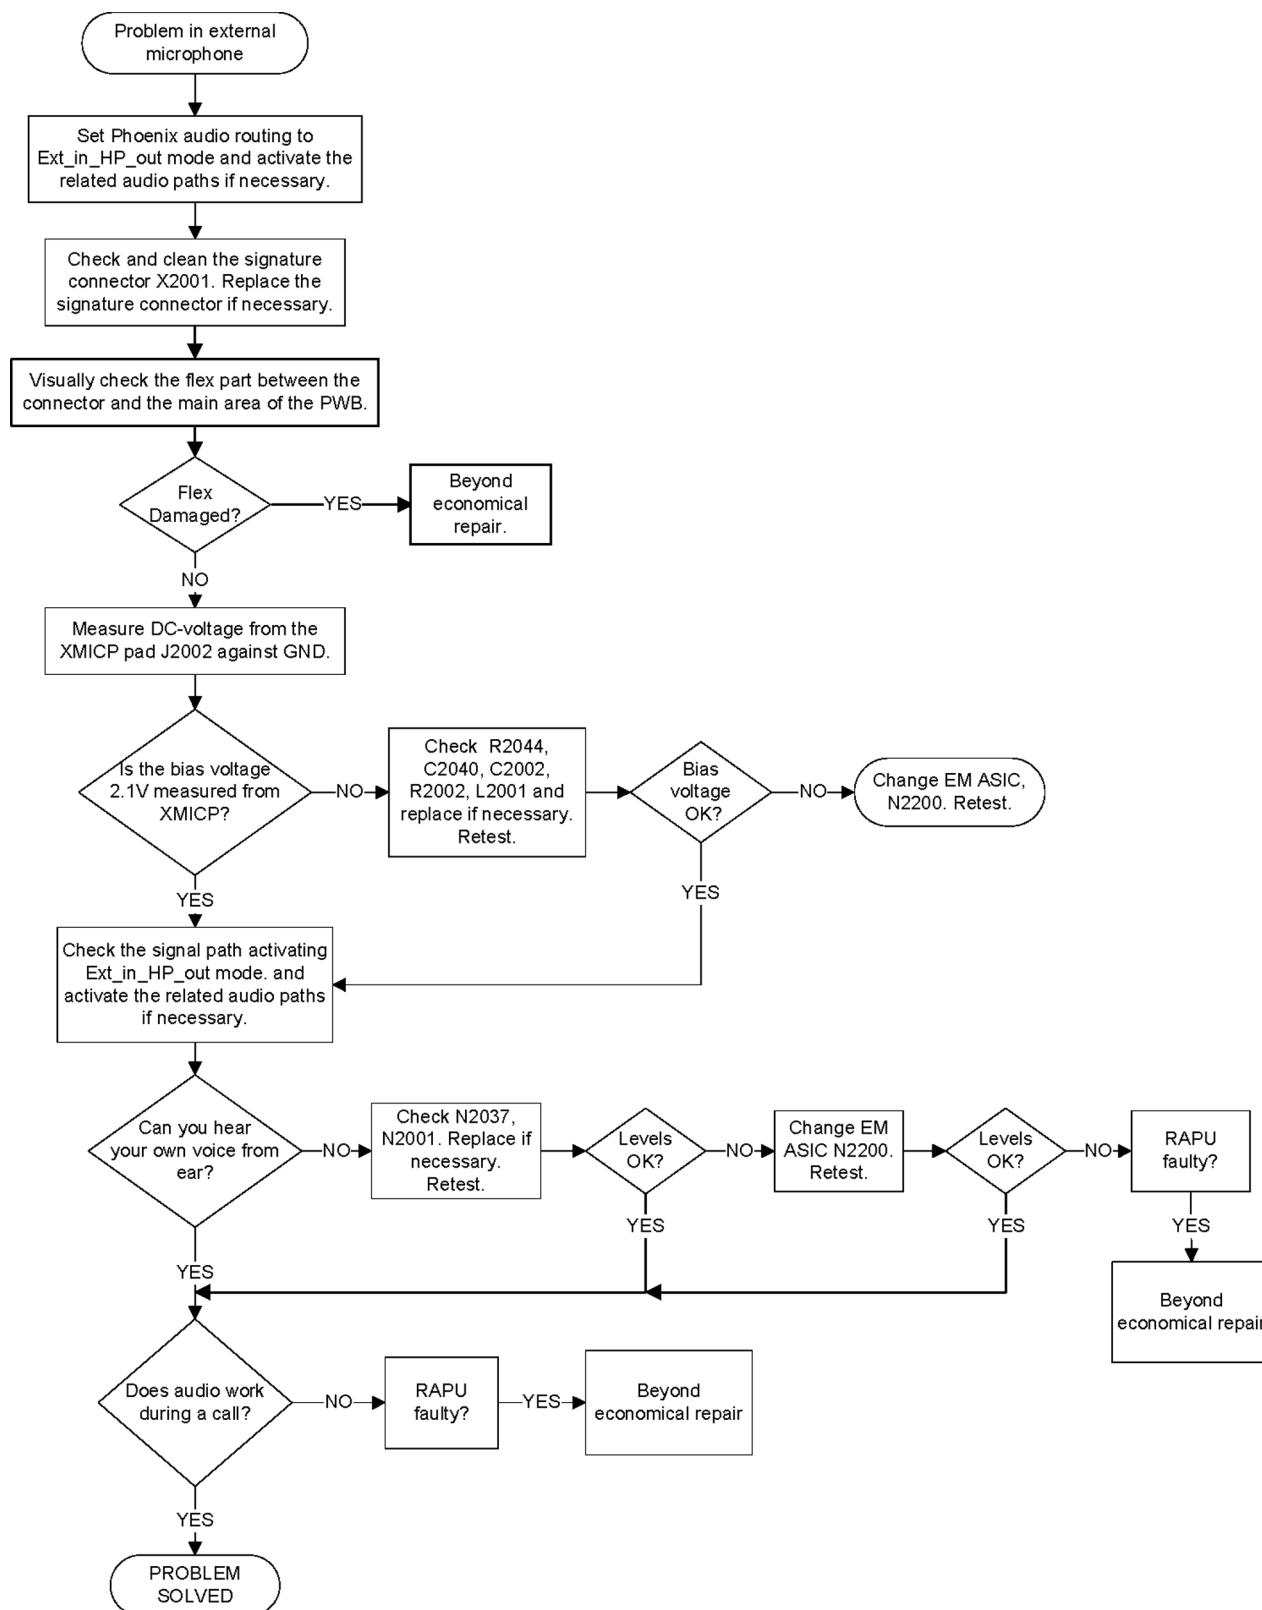 Problem in external
microphone
Set Phoenix audio routing to
Ext_in_HP_out mode and activate the
related audio paths if necessary.
Check and clean the signature
connector X2001. Replace the
signature connector if necessary.
Visually check the flex part between the
connector and the main area of the PWB.
Flex
Damaged?
YES
Beyond
economical
repair.
NO
Measure DC-voltage from the
XMICP pad J2002 against GND.
Is the bias voltage
2.1V measured from
XMICP?
NO
Check R2044,
C2040, C2002,
R2002, L2001 and
replace if necessary.
Retest.
Bias
voltage
OK?
NO
Change EM ASIC,
N2200. Retest.
YES
YES
Check the signal path activating
Ext_in_HP_out mode. and
activate the related audio paths
if necessary.
Can you hear
your own voice from
ear?
NO
Check N2037,
N2001. Replace if
necessary.
Retest.
Levels
OK?
NO
Change EM
ASIC N2200.
Retest.
Levels
OK?
NO
RAPU
faulty?
YES
YES
YES
YES
Beyond
economical repair
Does audio work
during a call?
NO
RAPU
faulty?
YES
Beyond
economical repair
YES
PROBLEM
SOLVED